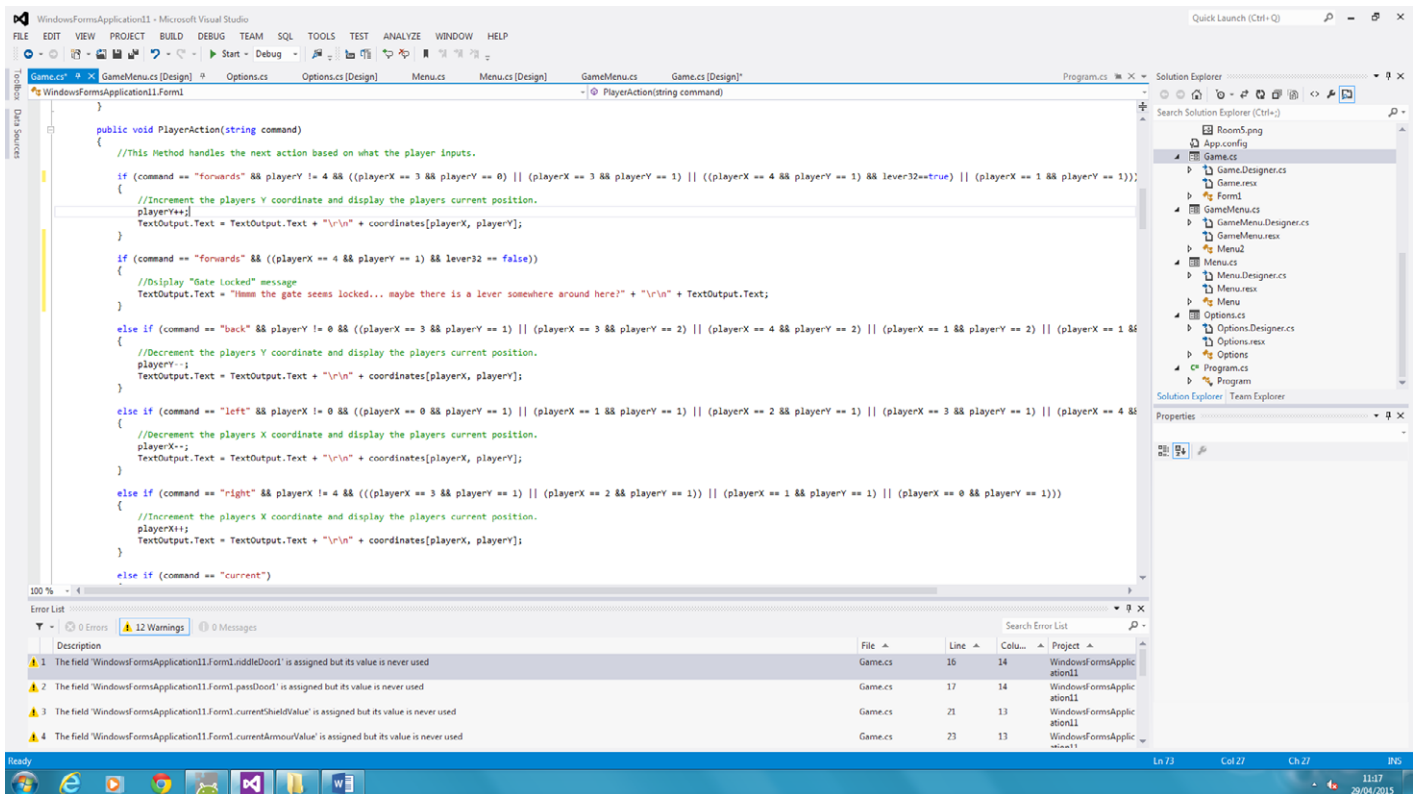 WindowsFormsApplication11 - Microsoft Visual Studio
Quick Launch (Ctrl+Q)
FILE EDIT VIEW PROJECT BUILD DEBUG TEAM SQL TOOLS TEST ANALYZE WINDOW HELP
Start - Debug
Toolbox
Data Sources
Game.cs* GameMenu.cs [Design] Options.cs Options.cs [Design] Menu.cs Menu.cs [Design] GameMenu.cs Game.cs [Design]* Program.cs
WindowsFormsApplication11.Form1 PlayerAction(string command)
}
public void PlayerAction(string command)
{
//This Method handles the next action based on what the player inputs.
if (command == "forwards" && playerY != 4 && ((playerX == 3 && playerY == 0) || (playerX == 3 && playerY == 1) || ((playerX == 4 && playerY == 1) && lever32==true) || (playerX == 1 && playerY == 1)))
{
//Increment the players Y coordinate and display the players current position.
playerY++;
TextOutput.Text = TextOutput.Text + "\r\n" + coordinates[playerX, playerY];
}
if (command == "forwards" && ((playerX == 4 && playerY == 1) && lever32 == false))
{
//Dsiplay "Gate Locked" message
TextOutput.Text = "Hmmm the gate seems locked... maybe there is a lever somewhere around here?" + "\r\n" + TextOutput.Text;
}
else if (command == "back" && playerY != 0 && ((playerX == 3 && playerY == 1) || (playerX == 3 && playerY == 2) || (playerX == 4 && playerY == 2) || (playerX == 1 && playerY == 2) || (playerX == 1 &&
{
//Decrement the players Y coordinate and display the players current position.
playerY--;
TextOutput.Text = TextOutput.Text + "\r\n" + coordinates[playerX, playerY];
}
else if (command == "left" && playerX != 0 && ((playerX == 0 && playerY == 1) || (playerX == 1 && playerY == 1) || (playerX == 2 && playerY == 1) || (playerX == 3 && playerY == 1) || (playerX == 4 &&
{
//Decrement the players X coordinate and display the players current position.
playerX--;
TextOutput.Text = TextOutput.Text + "\r\n" + coordinates[playerX, playerY];
}
else if (command == "right" && playerX != 4 && (((playerX == 3 && playerY == 1) || (playerX == 2 && playerY == 1)) || (playerX == 1 && playerY == 1) || (playerX == 0 && playerY == 1)))
{
//Increment the players X coordinate and display the players current position.
playerX++;
TextOutput.Text = TextOutput.Text + "\r\n" + coordinates[playerX, playerY];
}
else if (command == "current")
100 %
Solution Explorer
Search Solution Explorer (Ctrl+;)
Room5.png
App.config
Game.cs
Game.Designer.cs
Game.resx
Form1
GameMenu.cs
GameMenu.Designer.cs
GameMenu.resx
Menu2
Menu.cs
Menu.Designer.cs
Menu.resx
Menu
Options.cs
Options.Designer.cs
Options.resx
Options
C# Program.cs
Program
Solution Explorer Team Explorer
Properties
Error List
0 Errors 12 Warnings 0 Messages Search Error List
Description File Line Colu... Project
1 The field 'WindowsFormsApplication11.Form1.riddleDoor1' is assigned but its value is never used Game.cs 16 14 WindowsFormsApplic
ation11
2 The field 'WindowsFormsApplication11.Form1.passDoor1' is assigned but its value is never used Game.cs 17 14 WindowsFormsApplic
ation11
3 The field 'WindowsFormsApplication11.Form1.currentShieldValue' is assigned but its value is never used Game.cs 21 13 WindowsFormsApplic
ation11
4 The field 'WindowsFormsApplication11.Form1.currentArmourValue' is assigned but its value is never used Game.cs 23 13 WindowsFormsApplic
ation11
Ready Ln 73 Col 27 Ch 27 INS
11:17
29/04/2015